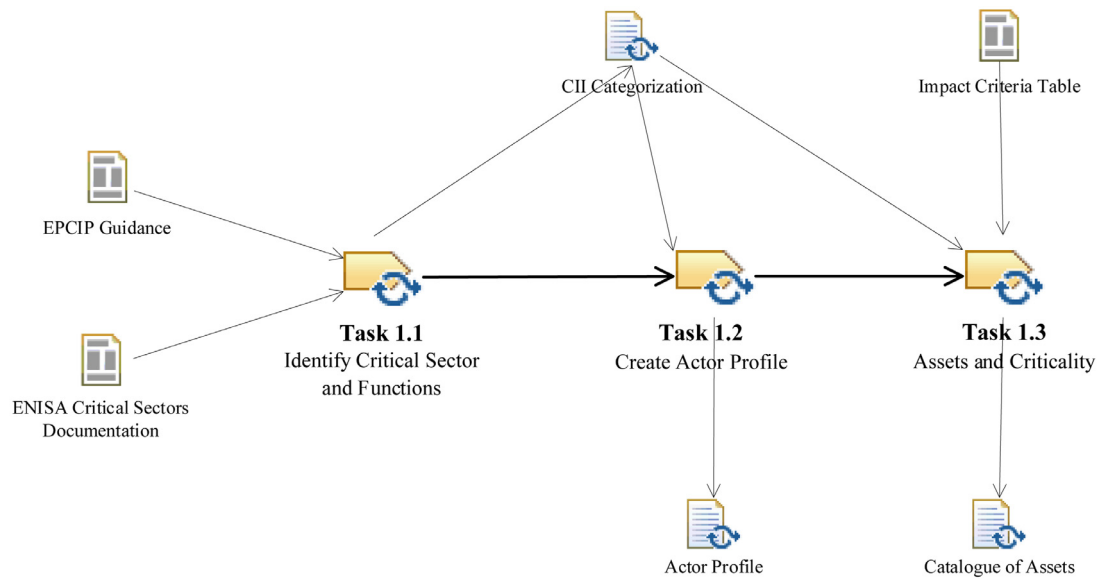 CII Categorization
Impact Criteria Table
EPCIP Guidance
Task 1.1
Identify Critical Sector
and Functions
Task 1.2
Create Actor Profile
Task 1.3
Assets and Criticality
ENISA Critical Sectors
Documentation
Actor Profile
Catalogue of Assets